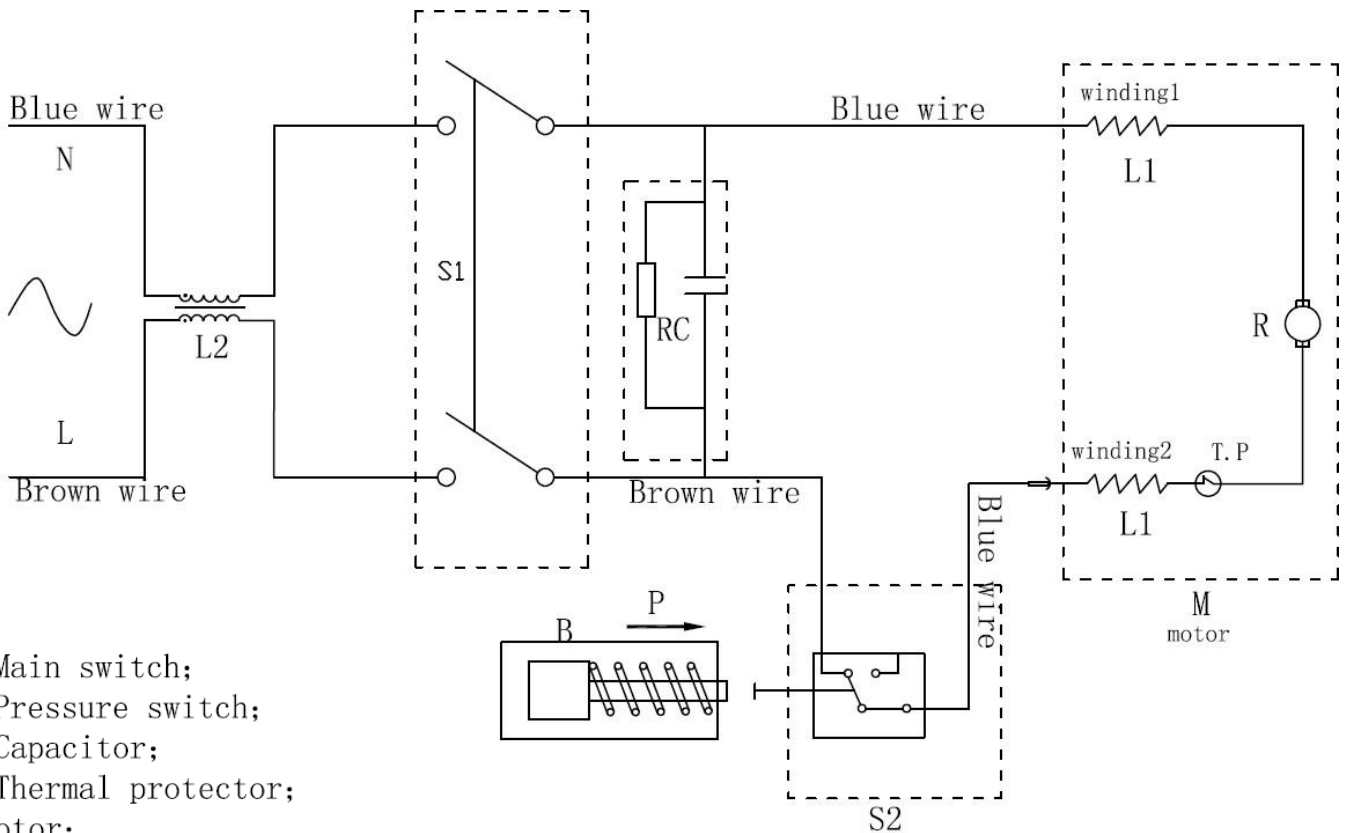 Blue wire
N
L
Brown wire
L2
S1
RC
Blue wire
Brown wire
winding1
L1
R
winding2
T.P
L1
M
motor
Blue wire
P
B
S2
Main switch;
Pressure switch;
Capacitor;
Thermal protector;
otor;